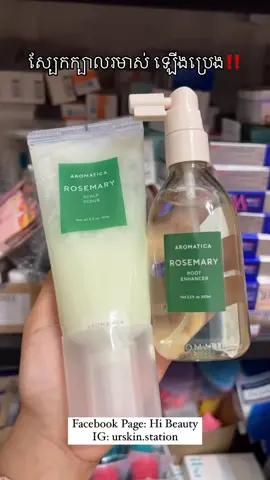 ស្បែកក្បាលរមាស់ ឡើងប្រេង‼️
AROMATICA
ROSEMARY
SCALP
SCRUB
AROMATICA
ROSEMARY
ROOT
ENHANCER
Facebook Page: Hi Beauty
IG: urskin.station